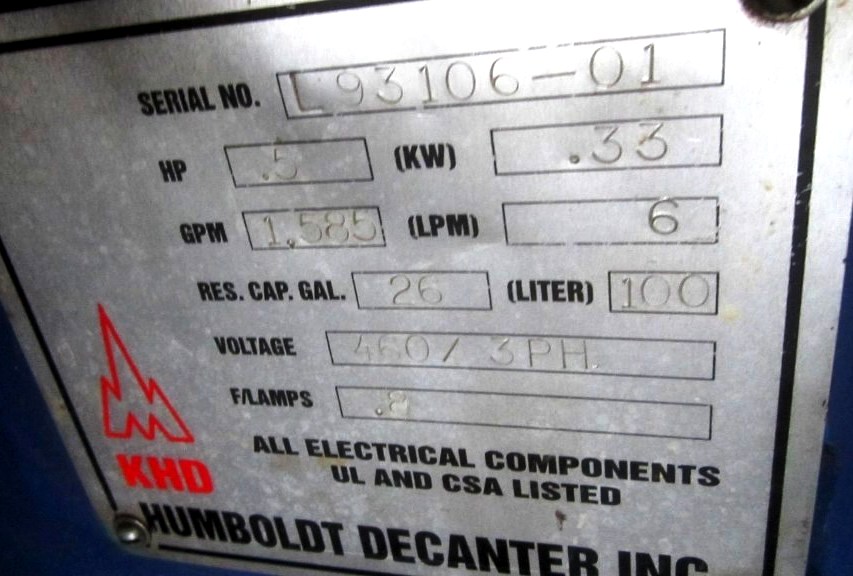 SERIAL NO. L93106-01
HP .5 (KW) .33
GPM 1.585 (LPM) 6
RES. CAP. GAL. 26 (LITER) 100
VOLTAGE 460/ 3PH.
F/LAMPS .8
ALL ELECTRICAL COMPONENTS
UL AND CSA LISTED
KHD
HUMBOLDT DECANTER INC